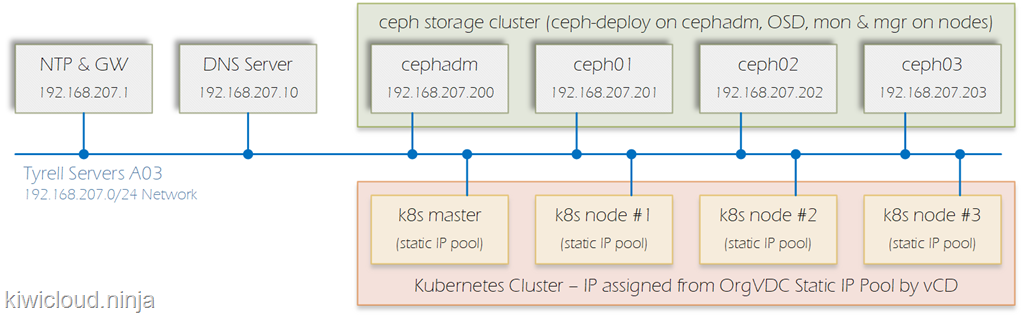 ceph storage cluster (ceph-deploy on cephadm, OSD, mon & mgr on nodes)
NTP & GW
192.168.207.1
DNS Server
192.168.207.10
cephadm
192.168.207.200
ceph01
192.168.207.201
ceph02
192.168.207.202
ceph03
192.168.207.203
Tyrell Servers A03
192.168.207.0/24 Network
k8s master
(static IP pool)
k8s node #1
(static IP pool)
k8s node #2
(static IP pool)
k8s node #3
(static IP pool)
Kubernetes Cluster – IP assigned from OrgVDC Static IP Pool by vCD
kiwicloud.ninja